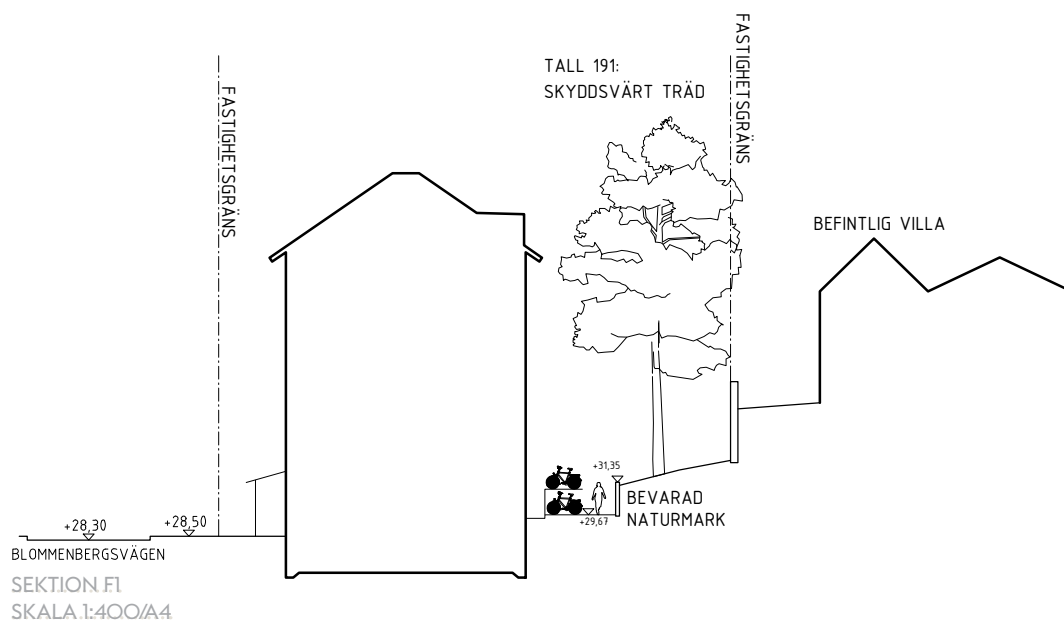 FASTIGHETSGRÄNS
TALL 191:
SKYDDSVÄRT TRÄD
FASTIGHETSGRÄNS
BEFINTLIG VILLA
+31,35
BEVARAD
NATURMARK
+29,67
+28,30
+28,50
BLOMMENBERGSVÄGEN
SEKTION F1
SKALA 1:400/A4